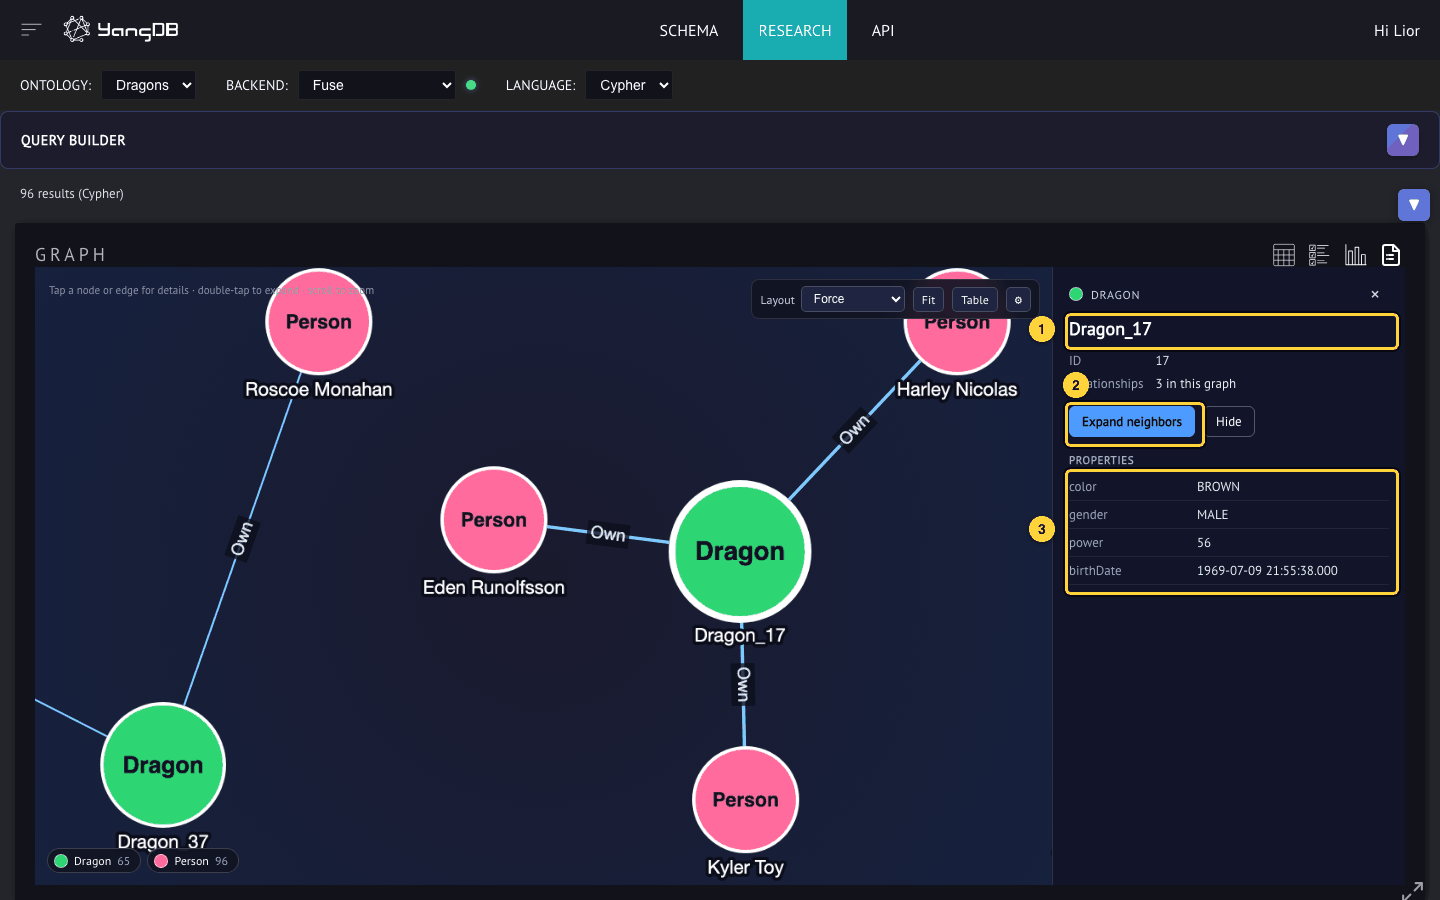 YangDB
SCHEMA
RESEARCH
API
Hi Lior
ONTOLOGY: Dragons
BACKEND: Fuse
LANGUAGE: Cypher
QUERY BUILDER
96 results (Cypher)
GRAPH
Tap a node or edge for details · double-tap to
Layout Force Fit Table
Person
Roscoe Monahan
Person
Harley Nicolas
Own
Own
Person
Eden Runolfsson
Own
Dragon
Dragon_17
Own
Person
Kyler Toy
Dragon
Dragon_37
Dragon 65
Person 96
DRAGON ×
1
Dragon_17
ID 17
2
3 in this graph
Expand neighbors Hide
PROPERTIES
3
color BROWN
gender MALE
power 56
birthDate 1969-07-09 21:55:38.000